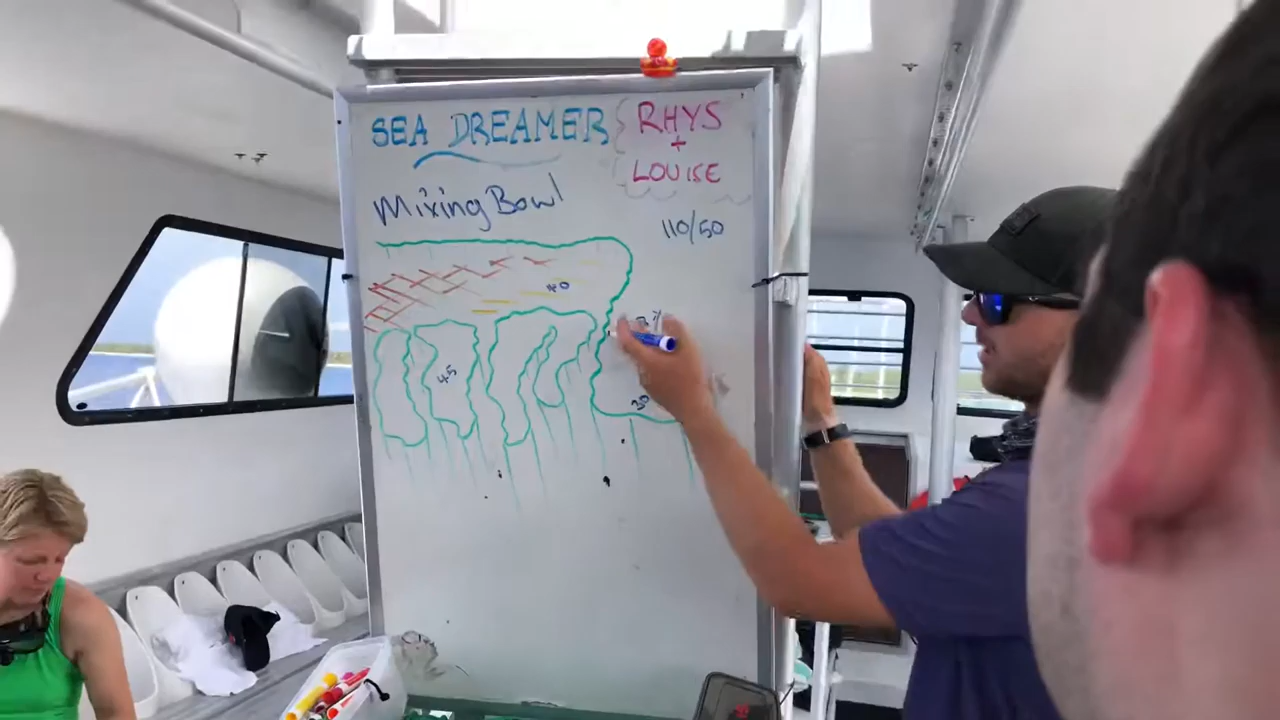 SEA DREAMER
RHYS
+
LOUISE
Mixing Bowl
110/50
40
45
30